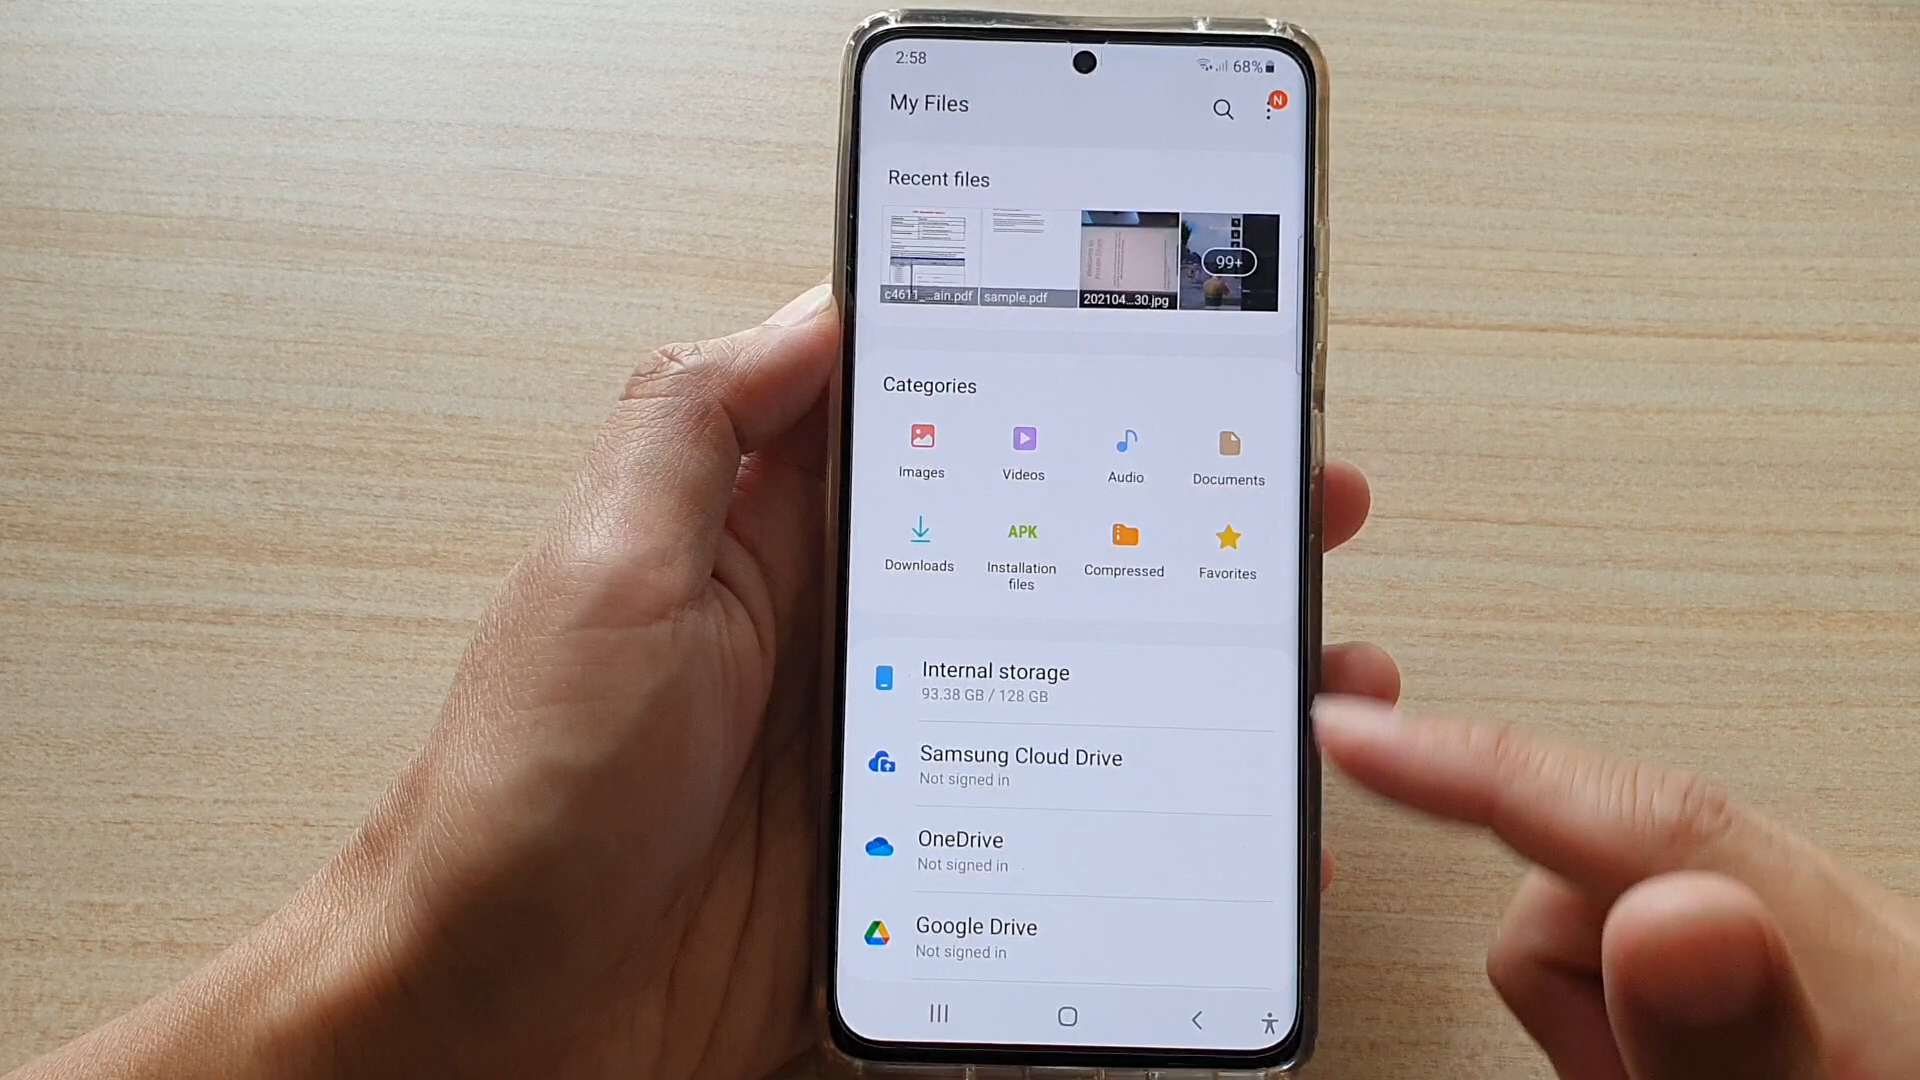 2:58
68%
My Files
N
Recent files
c4611_...ain.pdf
sample.pdf
202104...30.jpg
99+
Categories
Images
Videos
Audio
Documents
Downloads
APK
Installation
files
Compressed
Favorites
Internal storage
93.38 GB / 128 GB
Samsung Cloud Drive
Not signed in
OneDrive
Not signed in
Google Drive
Not signed in